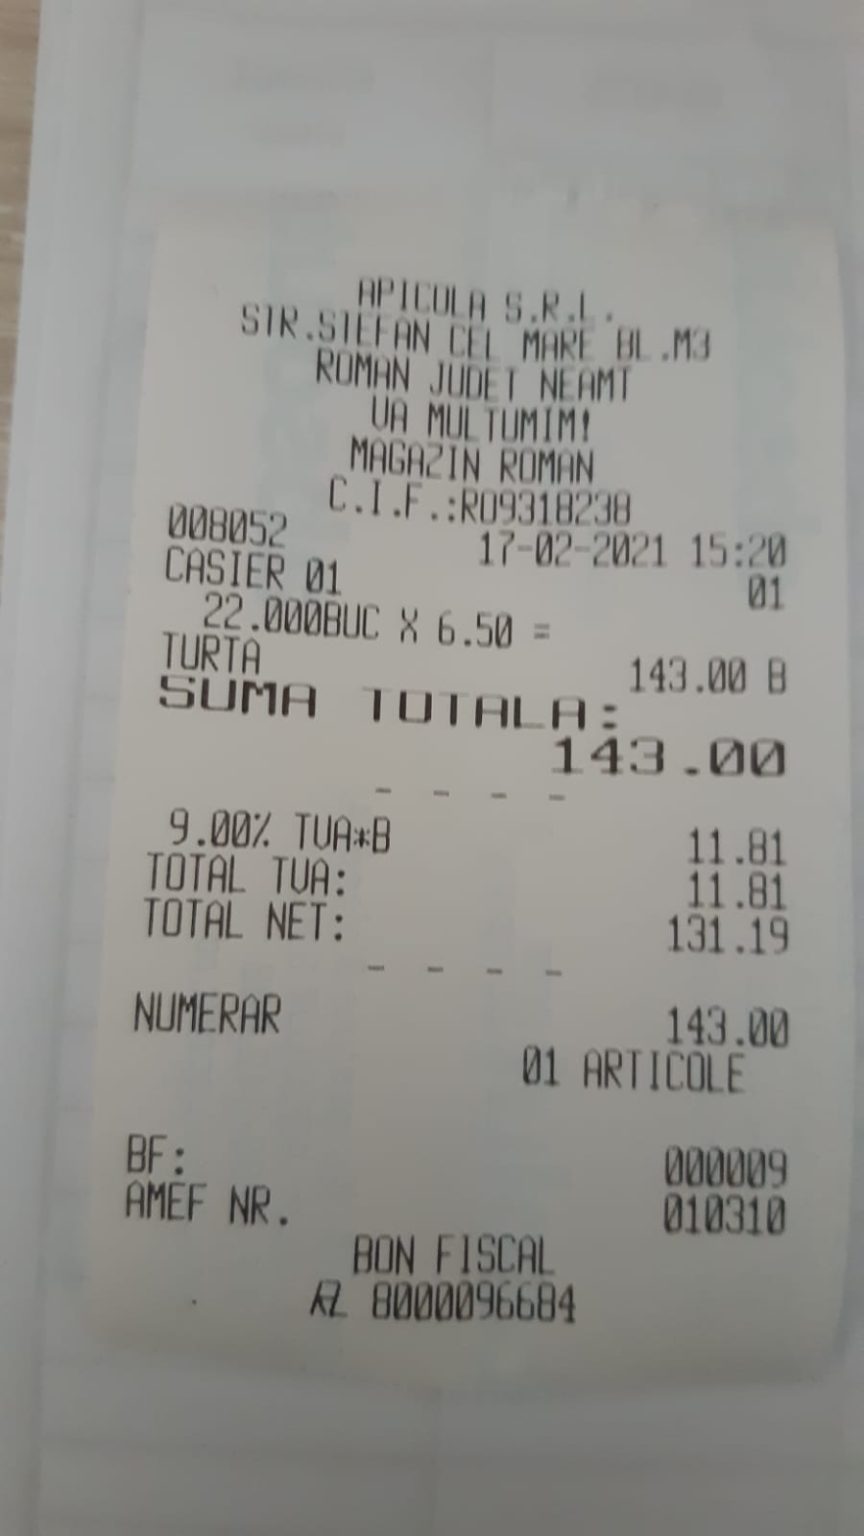 APICOLA S.R.L.
STR.STEFAN CEL MARE BL.M3
ROMAN JUDET NEAMT
VA MULTUMIM!
MAGAZIN ROMAN
C.I.F.:RO9318238
008052 17-02-2021 15:20
CASIER 01 01
22.000BUC X 6.50 =
TURTA 143.00 B
SUMA TOTALA:
143.00
- - - -
9.00% TVA*B 11.81
TOTAL TVA: 11.81
TOTAL NET: 131.19
- - - -
NUMERAR 143.00
01 ARTICOLE
BF: 000009
AMEF NR. 010310
BON FISCAL
8000096684